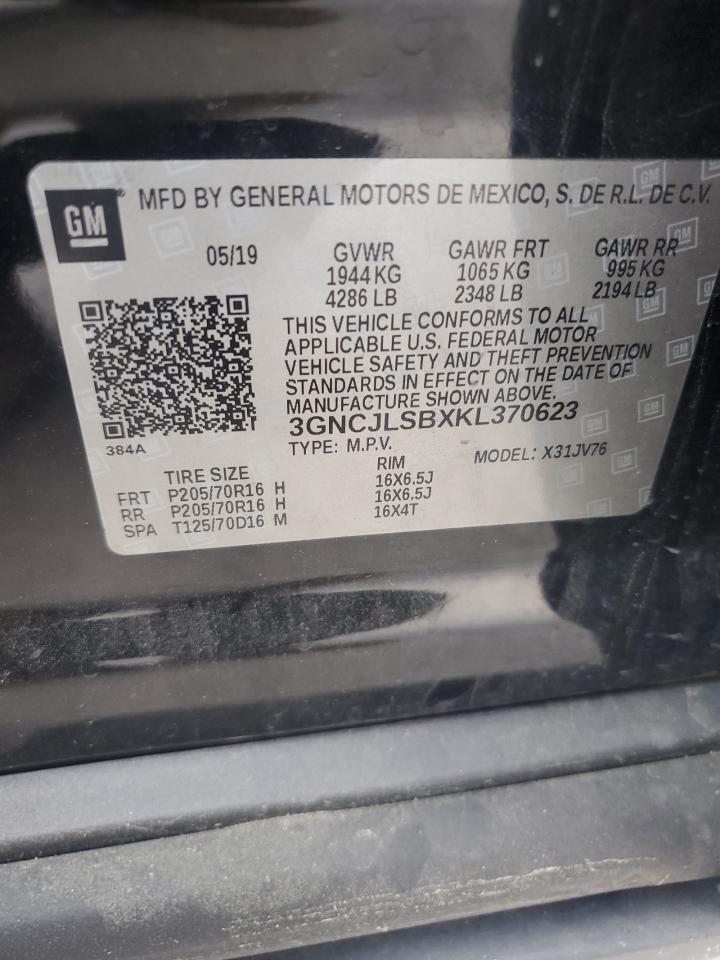 GM® MFD BY GENERAL MOTORS DE MEXICO, S. DE R.L. DE C.V.
05/19 GVWR GAWR FRT GAWR RR
1944 KG 1065 KG 995 KG
4286 LB 2348 LB 2194 LB
THIS VEHICLE CONFORMS TO ALL
APPLICABLE U.S. FEDERAL MOTOR
VEHICLE SAFETY AND THEFT PREVENTION
STANDARDS IN EFFECT ON THE DATE OF
MANUFACTURE SHOWN ABOVE.
3GNCJLSBXKL370623
384A TYPE: M.P.V. MODEL: X31JV76
TIRE SIZE RIM
FRT P205/70R16 H 16X6.5J
RR P205/70R16 H 16X6.5J
SPA T125/70D16 M 16X4T